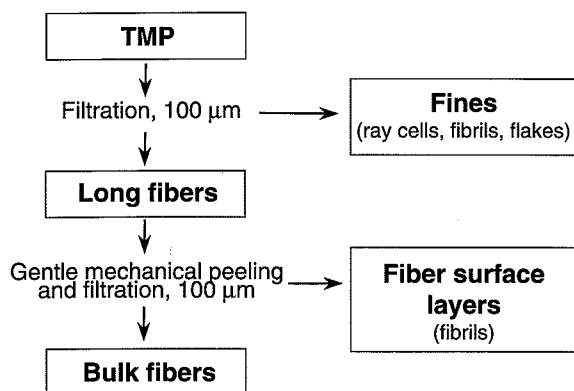 TMP
Filtration, 100 μm
Fines
(ray cells, fibrils, flakes)
Long fibers
Gentle mechanical peeling
and filtration, 100 μm
Fiber surface
layers
(fibrils)
Bulk fibers